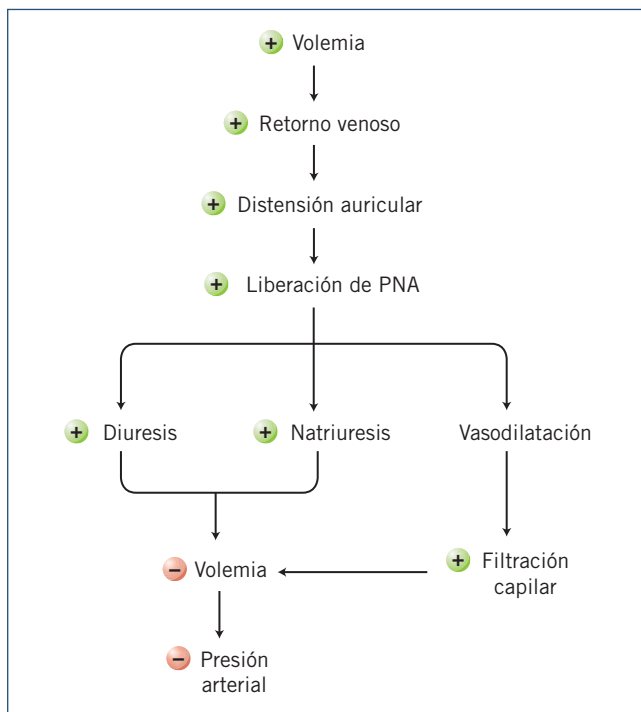 + Volemia
+ Retorno venoso
+ Distensión auricular
+ Liberación de PNA
+ Diuresis
+ Natriuresis
Vasodilatación
− Volemia
+ Filtración
capilar
− Presión
arterial